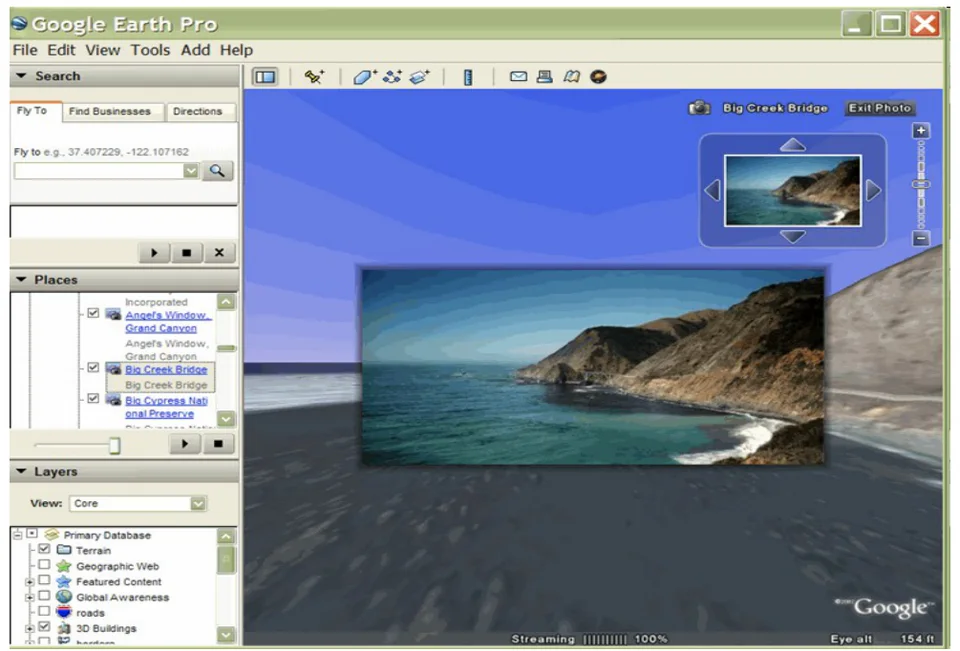 Google Earth Pro
File Edit View Tools Add Help
Search
Fly To
Find Businesses
Directions
Fly to e.g., 37.407229, -122.107162
Places
Incorporated
Angel's Window,
Grand Canyon
Angel's Window,
Grand Canyon
Big Creek Bridge
Big Creek Bridge
Big Cypress Nati
onal Preserve
Layers
View: Core
Primary Database
Terrain
Geographic Web
Featured Content
Global Awareness
roads
3D Buildings
Big Creek Bridge
Exit Photo
Google
Streaming |||||||||| 100%
Eye alt 154 ft